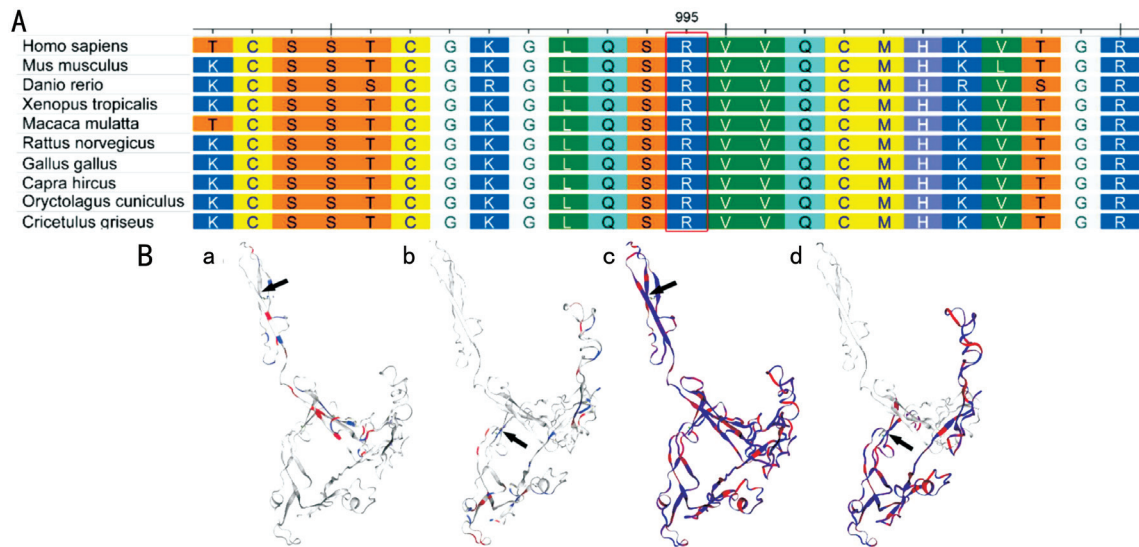 A
995
Homo sapiens T C S S T C G K G L Q S R V V Q C M H K V T G R
Mus musculus K C S S T C G K G L Q S R V V Q C M H K L T G R
Danio rerio K C S S S C G R G L Q S R V V Q C M H R V S G R
Xenopus tropicalis K C S S T C G K G L Q S R V V Q C M H K V T G R
Macaca mulatta T C S S T C G K G L Q S R V V Q C M H K V T G R
Rattus norvegicus K C S S T C G K G L Q S R V V Q C M H K V T G R
Gallus gallus K C S S T C G K G L Q S R V V Q C M H K V T G R
Capra hircus K C S S T C G K G L Q S R V V Q C M H K V T G R
Oryctolagus cuniculus K C S S T C G K G L Q S R V V Q C M H K V T G R
Cricetulus griseus K C S S T C G K G L Q S R V V Q C M H K V T G R
B a b c d